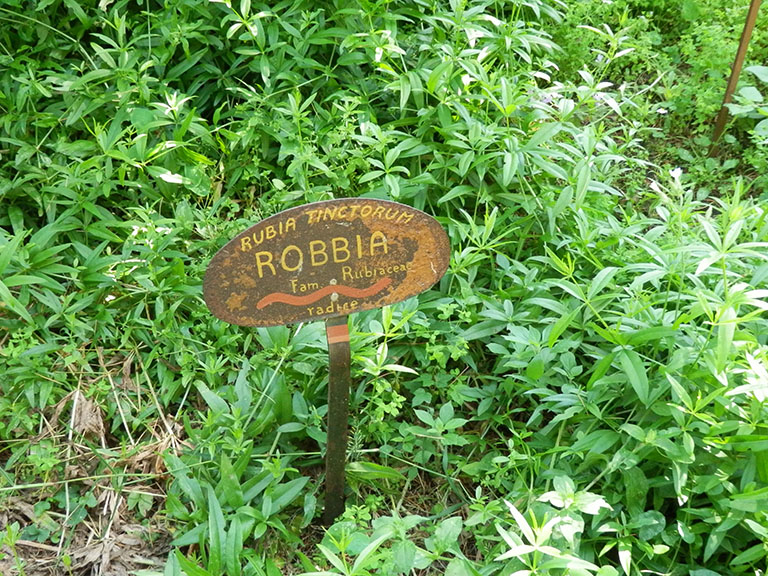 RUBIA TINCTORUM
ROBBIA
Fam. Rubiaceae
radice